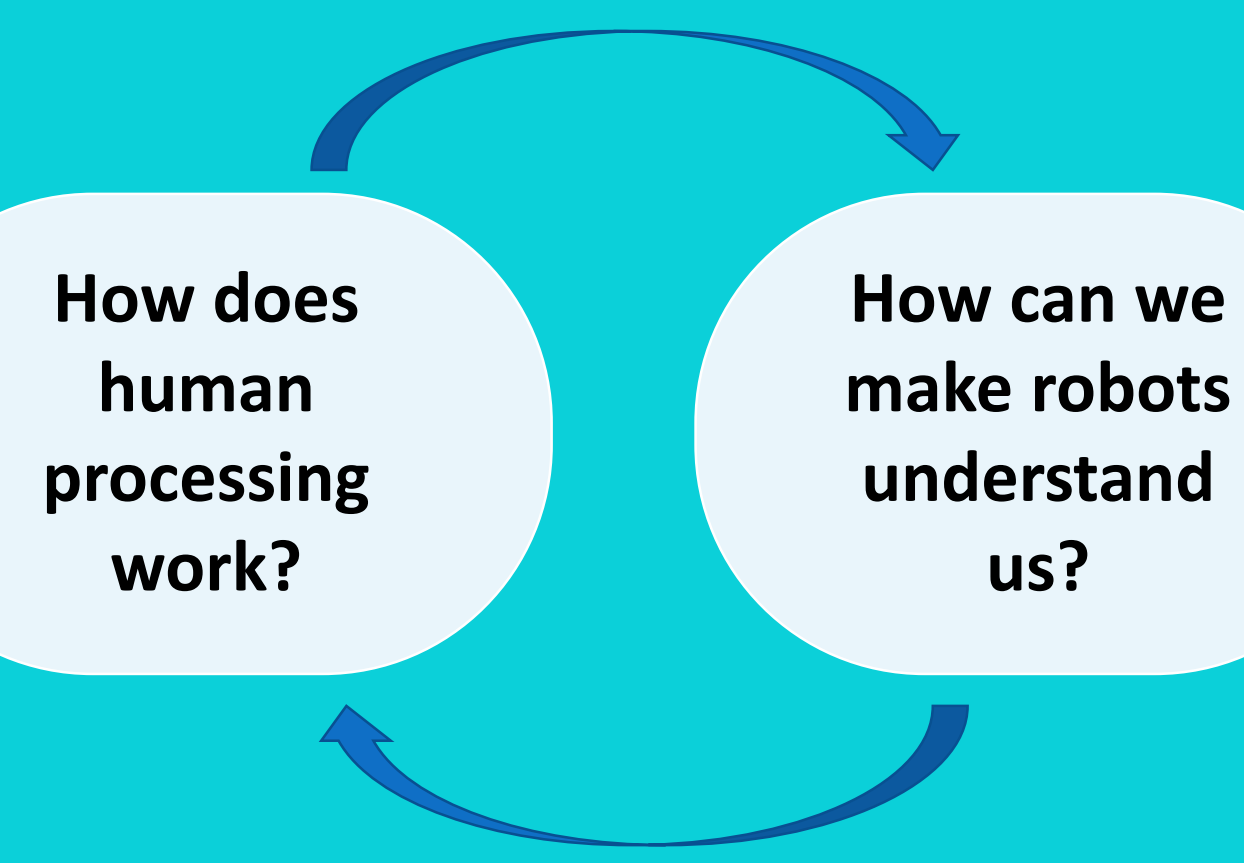 How does
human
processing
work?
How can we
make robots
understand
us?